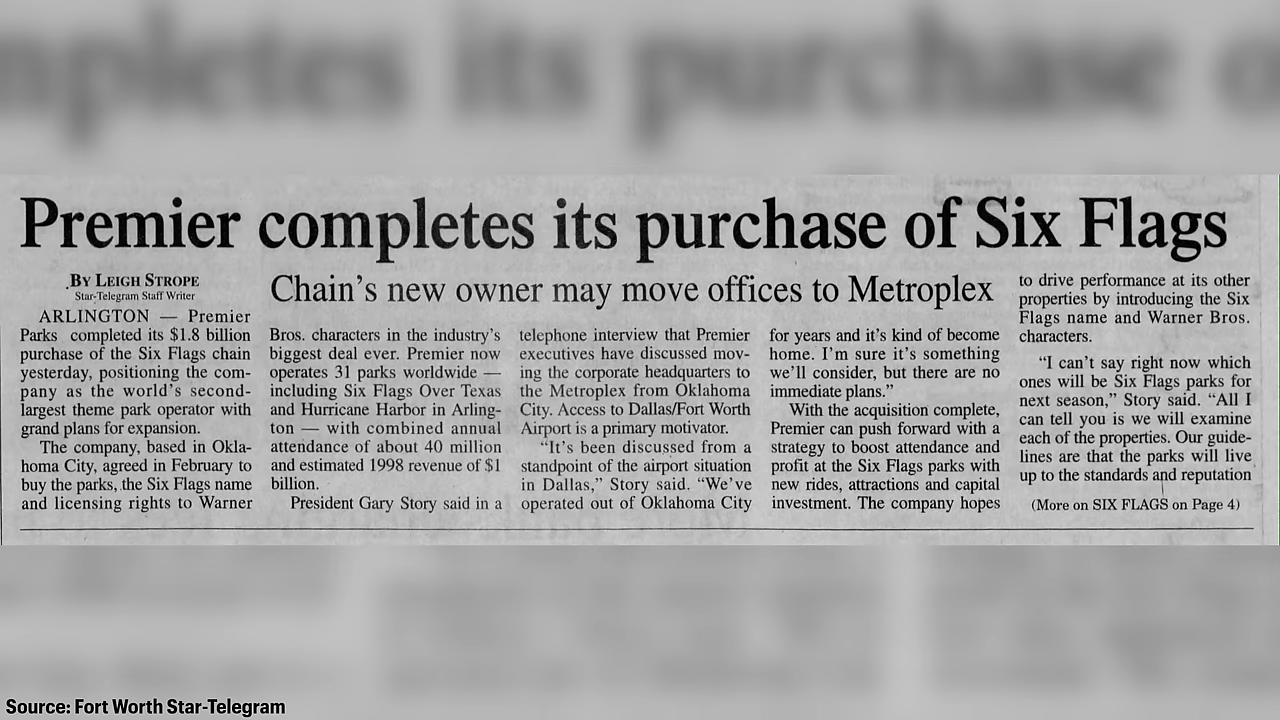 Premier completes its purchase of Six Flags
BY LEIGH STROPE
Star-Telegram Staff Writer
Chain's new owner may move offices to Metroplex
ARLINGTON — Premier
Parks completed its $1.8 billion
purchase of the Six Flags chain
yesterday, positioning the com-
pany as the world's second-
largest theme park operator with
grand plans for expansion.
The company, based in Okla-
homa City, agreed in February to
buy the parks, the Six Flags name
and licensing rights to Warner
Bros. characters in the industry's
biggest deal ever. Premier now
operates 31 parks worldwide —
including Six Flags Over Texas
and Hurricane Harbor in Arling-
ton — with combined annual
attendance of about 40 million
and estimated 1998 revenue of $1
billion.
President Gary Story said in a
telephone interview that Premier
executives have discussed mov-
ing the corporate headquarters to
the Metroplex from Oklahoma
City. Access to Dallas/Fort Worth
Airport is a primary motivator.
"It's been discussed from a
standpoint of the airport situation
in Dallas," Story said. "We've
operated out of Oklahoma City
for years and it's kind of become
home. I'm sure it's something
we'll consider, but there are no
immediate plans."
With the acquisition complete,
Premier can push forward with a
strategy to boost attendance and
profit at the Six Flags parks with
new rides, attractions and capital
investment. The company hopes
to drive performance at its other
properties by introducing the Six
Flags name and Warner Bros.
characters.
"I can't say right now which
ones will be Six Flags parks for
next season," Story said. "All I
can tell you is we will examine
each of the properties. Our guide-
lines are that the parks will live
up to the standards and reputation
(More on SIX FLAGS on Page 4)
Source: Fort Worth Star-Telegram